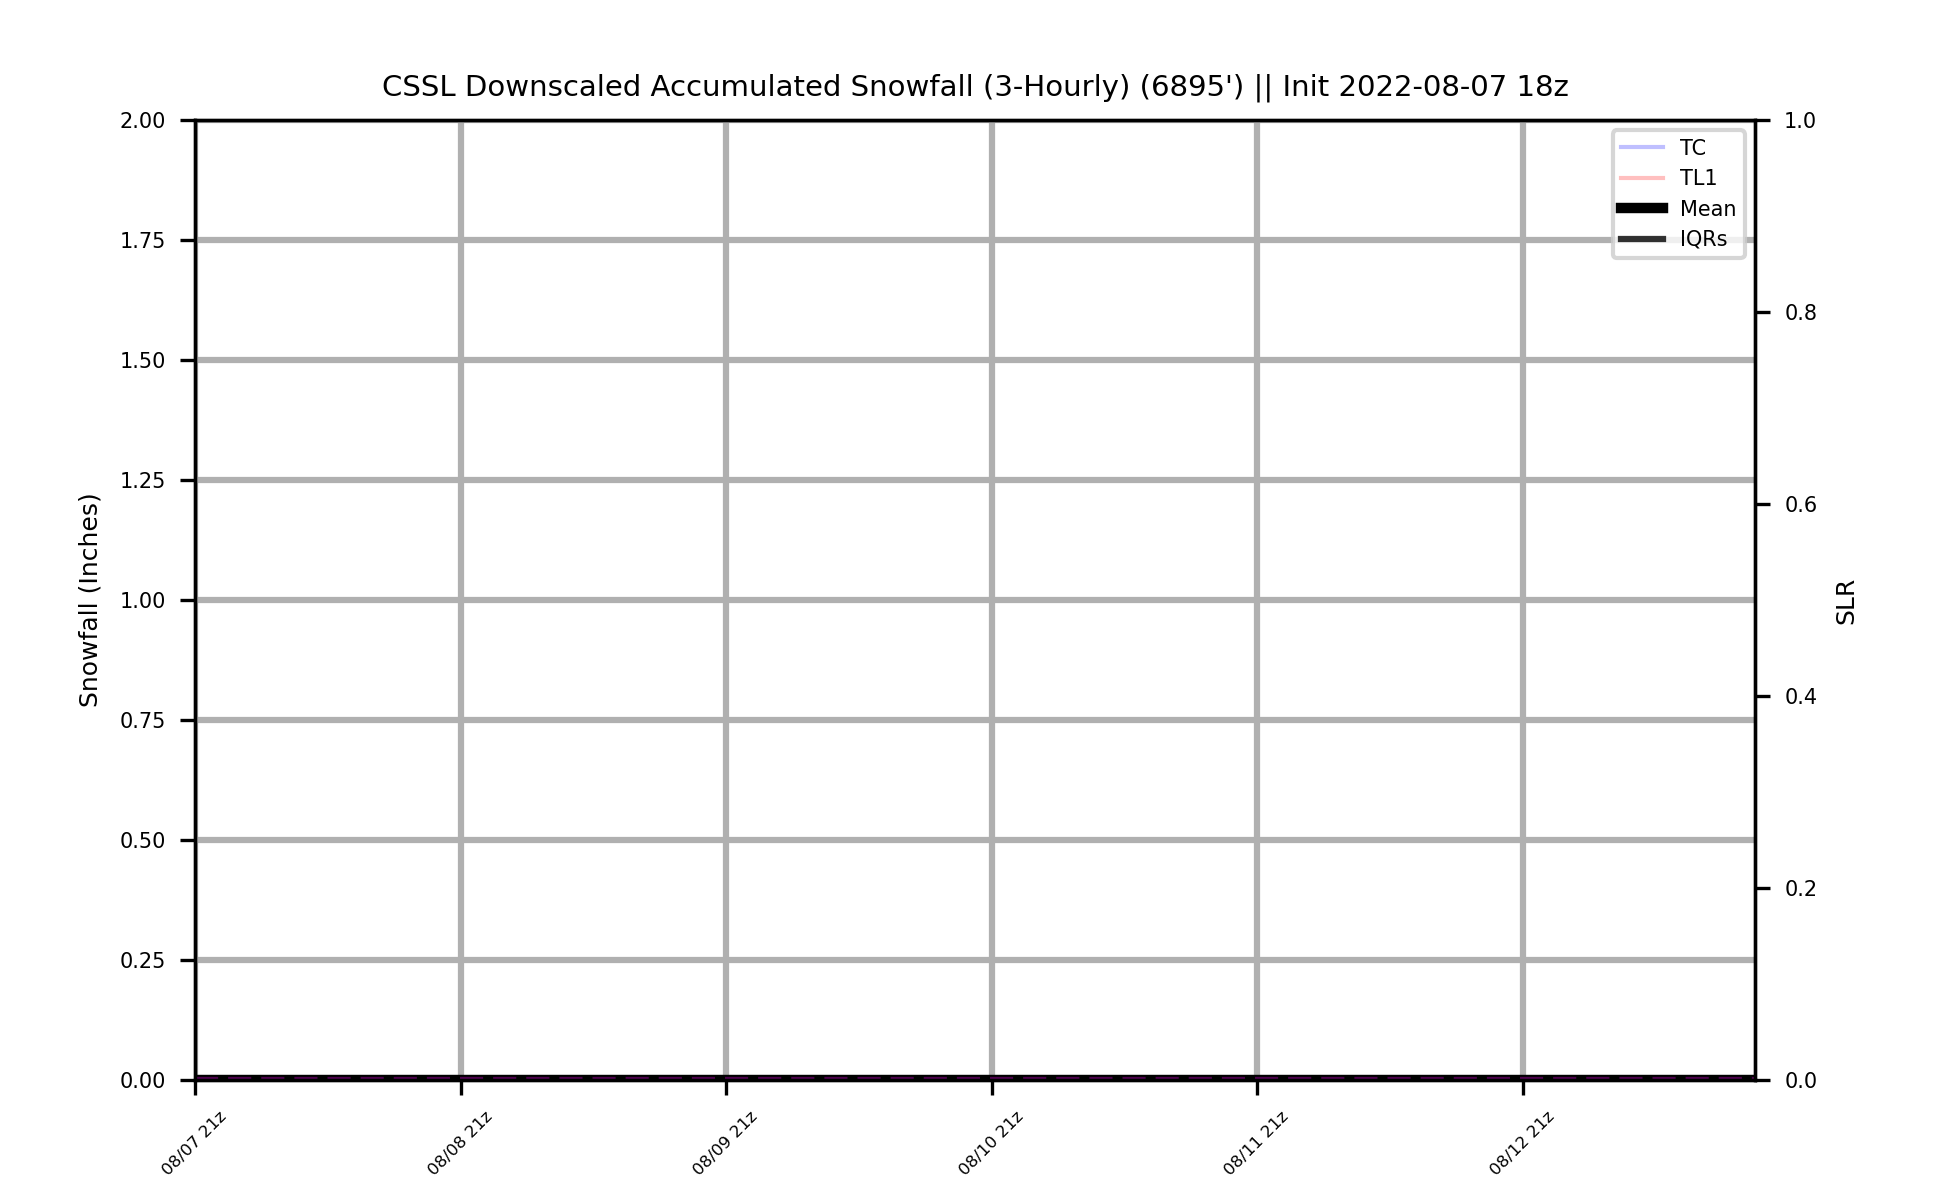 CSSL Downscaled Accumulated Snowfall (3-Hourly) (6895') || Init 2022-08-07 18z
2.00
1.75
1.50
1.25
1.00
0.75
0.50
0.25
0.00
Snowfall (Inches)
TC
TL1
Mean
IQRs
1.0
0.8
0.6
0.4
0.2
0.0
SLR
08/07 21z
08/08 21z
08/09 21z
08/10 21z
08/11 21z
08/12 21z